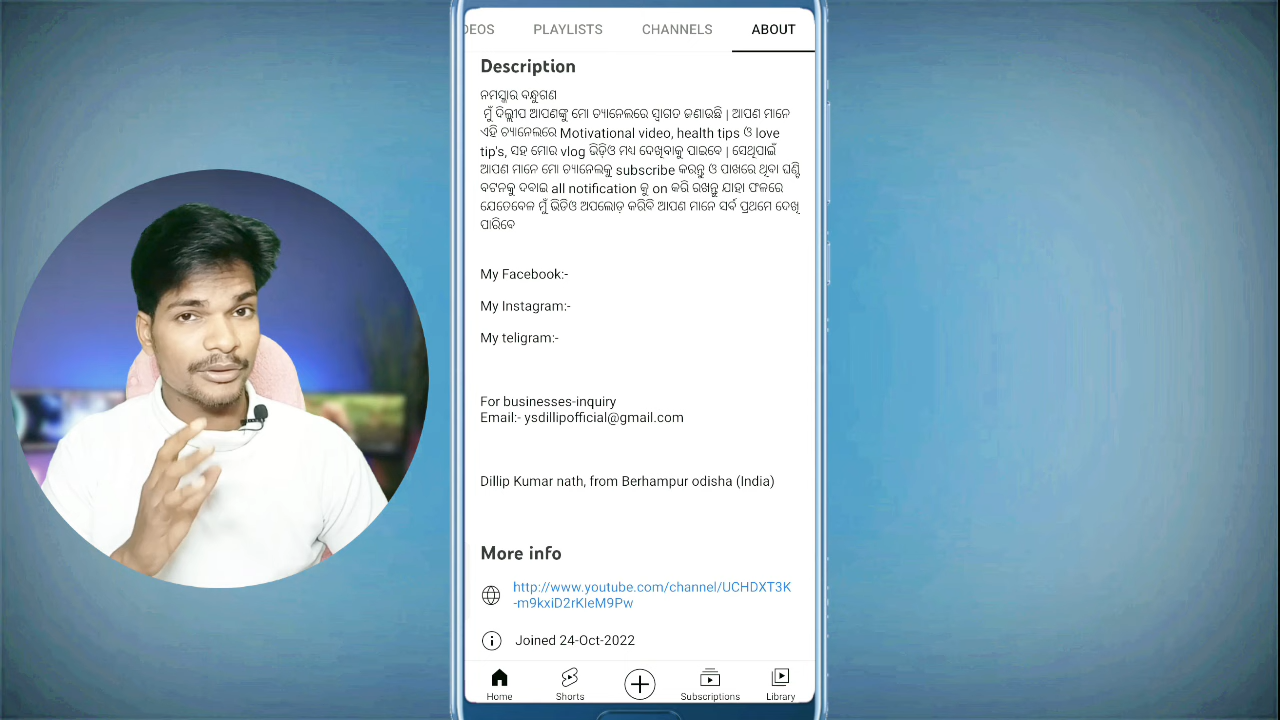 DEOS PLAYLISTS CHANNELS ABOUT
Description
ନମସ୍କାର ବନ୍ଧୁଗଣ
ମୁଁ ଦିଲ୍ଲୀପ ଆପଣଙ୍କୁ ମୋ ଚ୍ୟାନେଲରେ ସ୍ୱାଗତ ଜଣାଉଛି | ଆପଣ ମାନେ
ଏହି ଚ୍ୟାନେଲରେ Motivational video, health tips ଓ love
tip's, ସହ ମୋର vlog ଭିଡ଼ିଓ ମଧ୍ୟ ଦେଖିବାକୁ ପାଇବେ | ସେଥିପାଇଁ
ଆପଣ ମାନେ ମୋ ଚ୍ୟାନେଲକୁ subscribe କରନ୍ତୁ ଓ ପାଖରେ ଥିବା ଘଣ୍ଟି
ବଟନକୁ ଦବାଇ all notification କୁ on କରି ରଖନ୍ତୁ ଯାହା ଫଳରେ
ଯେତେବେଳ ମୁଁ ଭିଡିଓ ଅପଲୋଡ଼ କରିବି ଆପଣ ମାନେ ସର୍ବ ପ୍ରଥମେ ଦେଖି
ପାରିବେ
My Facebook:-
My Instagram:-
My teligram:-
For businesses-inquiry
Email:- ysdillipofficial@gmail.com
Dillip Kumar nath, from Berhampur odisha (India)
More info
http://www.youtube.com/channel/UCHDXT3K
-m9kxiD2rKIeM9Pw
Joined 24-Oct-2022
Home Shorts Subscriptions Library